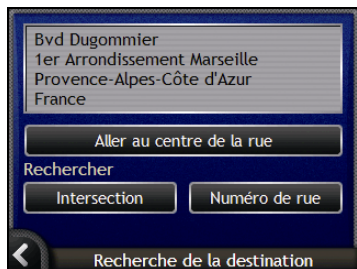 Bvd Dugommier
1er Arrondissement Marseille
Provence-Alpes-Côte d'Azur
France
Aller au centre de la rue
Rechercher
Intersection
Numéro de rue
Recherche de la destination